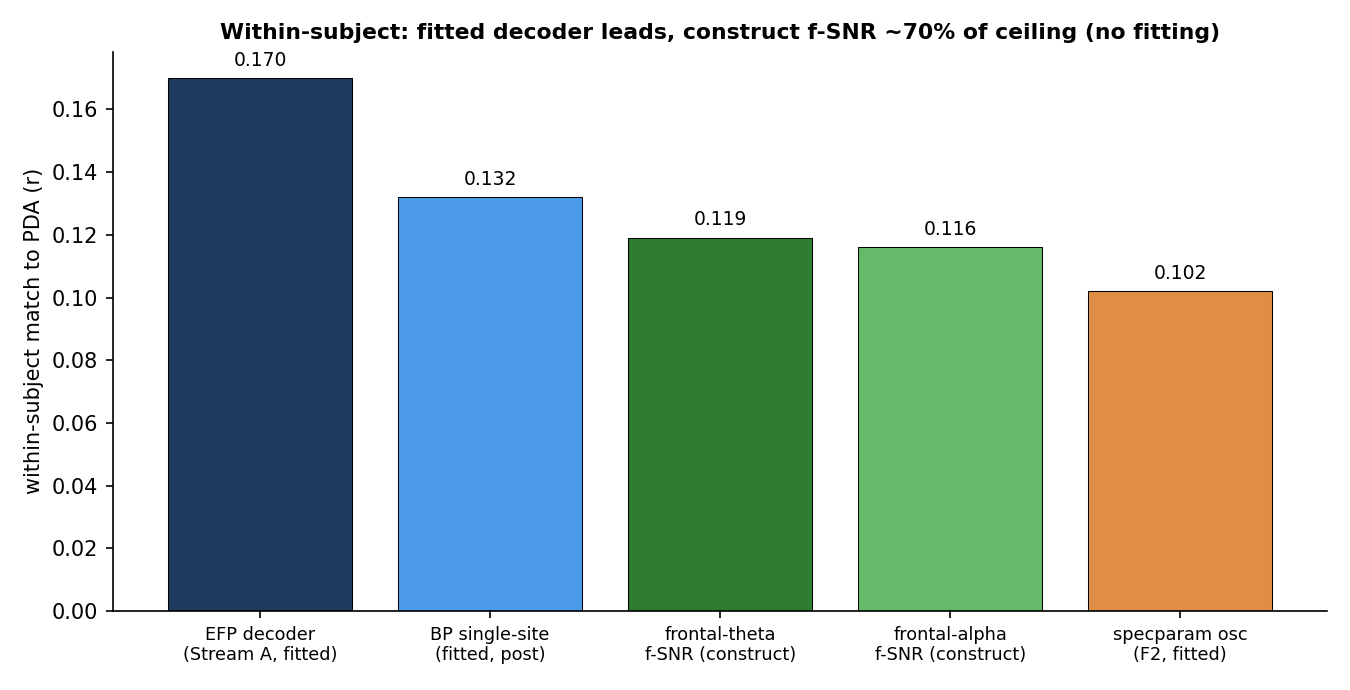 Within-subject: fitted decoder leads, construct f-SNR ~70% of ceiling (no fitting)
within-subject match to PDA (r)
0.16
0.14
0.12
0.10
0.08
0.06
0.04
0.02
0.00
0.170
0.132
0.119
0.116
0.102
EFP decoder
(Stream A, fitted)
BP single-site
(fitted, post)
frontal-theta
f-SNR (construct)
frontal-alpha
f-SNR (construct)
specparam osc
(F2, fitted)